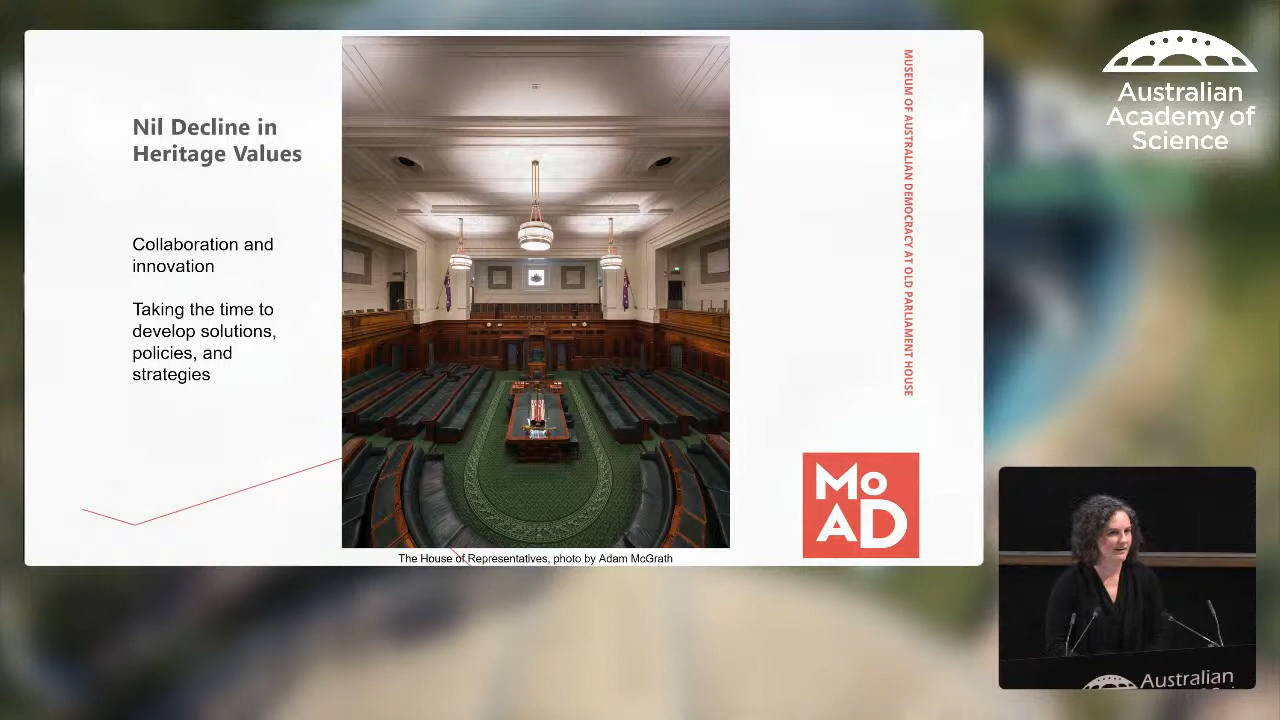 Nil Decline in
Heritage Values
Collaboration and
innovation
Taking the time to
develop solutions,
policies, and
strategies
The House of Representatives, photo by Adam McGrath
MUSEUM OF AUSTRALIAN DEMOCRACY AT OLD PARLIAMENT HOUSE
MoAD
Australian
Academy of
Science
Australian